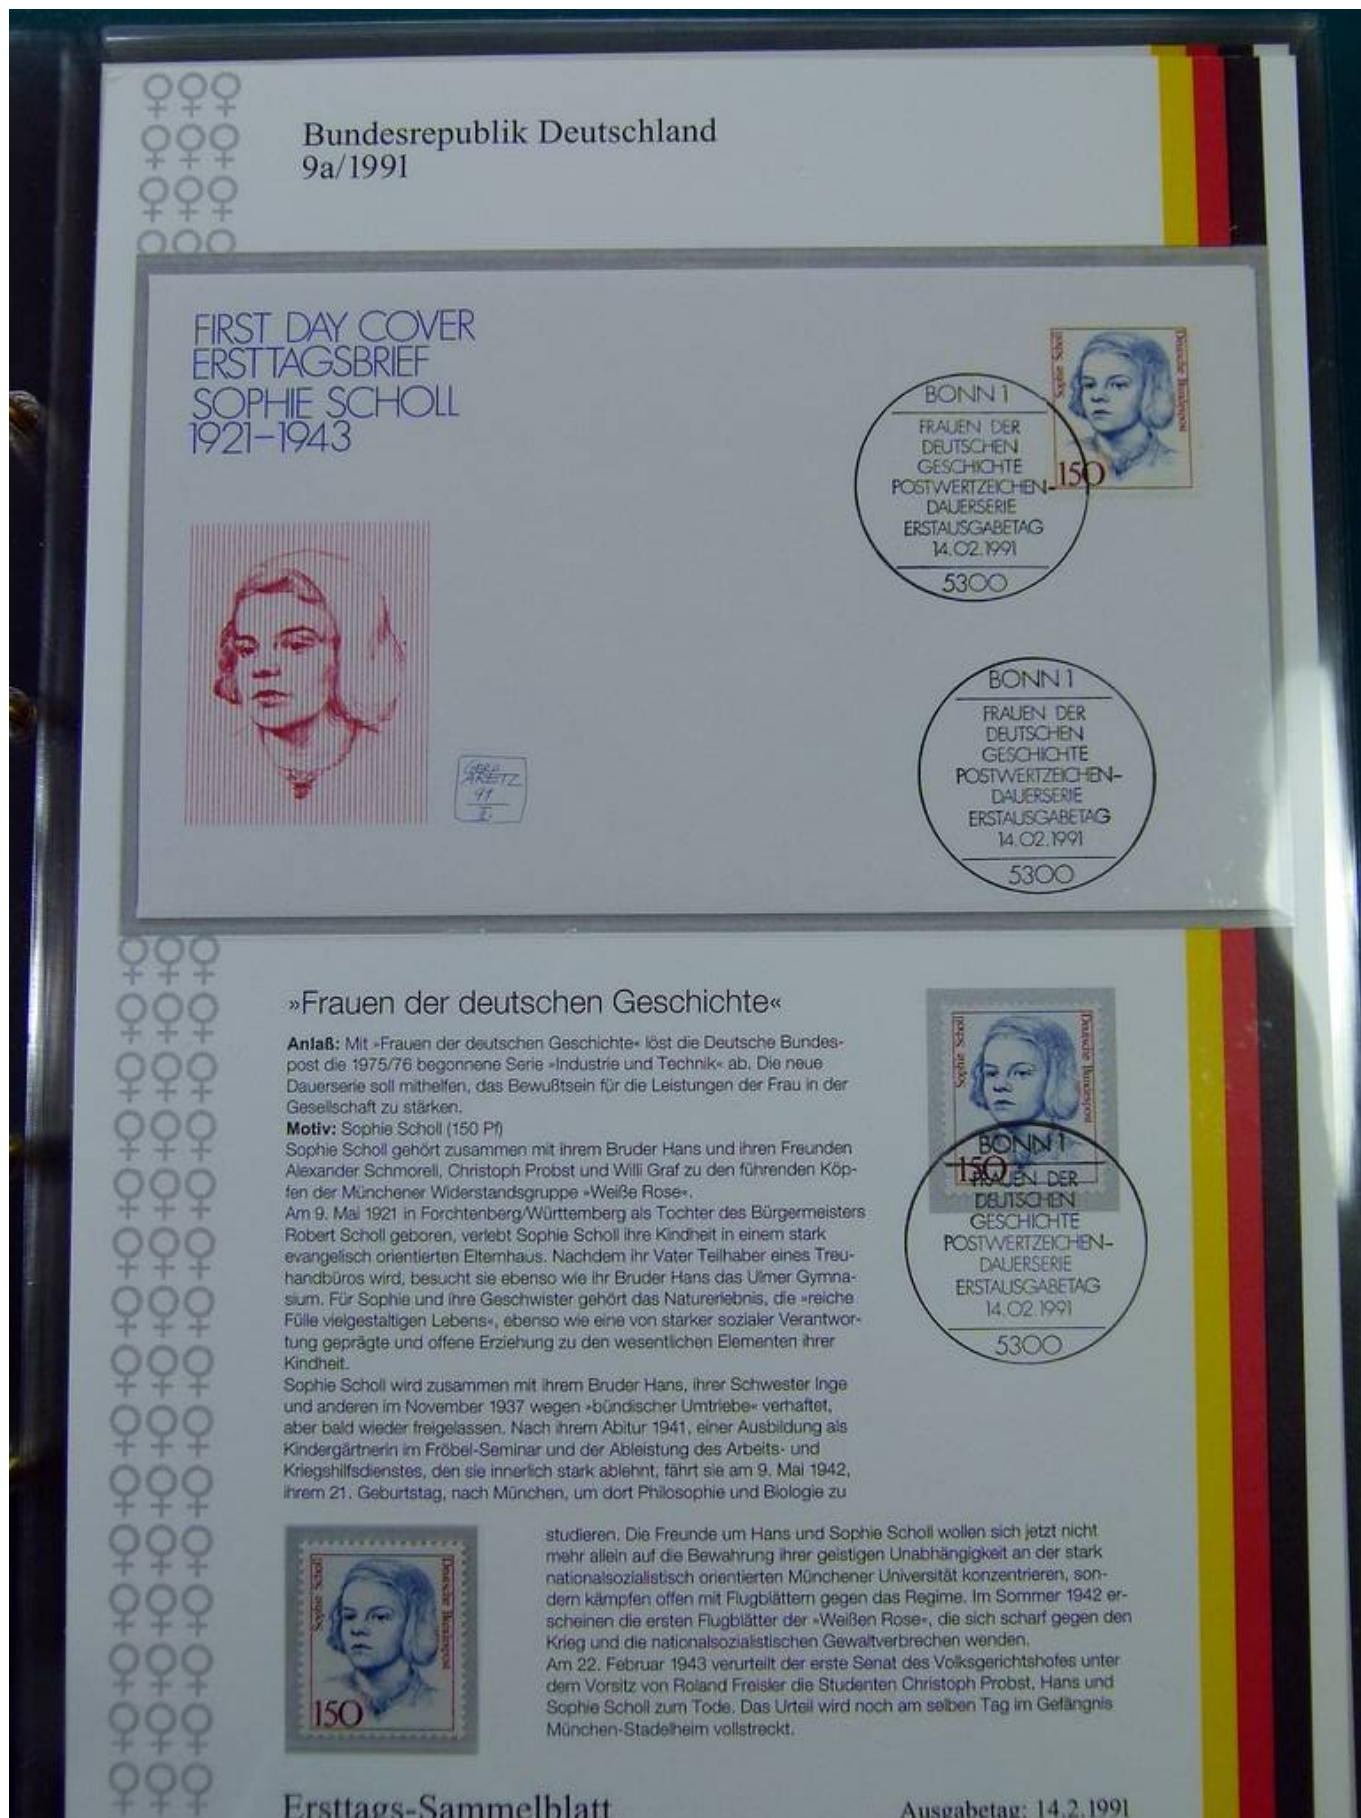 Bundesrepublik Deutschland
9a/1991
FIRST DAY COVER
ERSTTAGSBRIEF
SOPHIE SCHOLL
1921–1943
Sophie Scholl
Deutsche Bundespost
150
BONN 1
FRAUEN DER
DEUTSCHEN
GESCHICHTE
POSTWERTZEICHEN-
DAUERSERIE
ERSTAUSGABETAG
14.02.1991
5300
GERD
ARETZ
91
BONN 1
FRAUEN DER
DEUTSCHEN
GESCHICHTE
POSTWERTZEICHEN-
DAUERSERIE
ERSTAUSGABETAG
14.02.1991
5300
»Frauen der deutschen Geschichte«
Anlaß: Mit »Frauen der deutschen Geschichte« löst die Deutsche Bundes-
post die 1975/76 begonnene Serie »Industrie und Technik« ab. Die neue
Dauerserie soll mithelfen, das Bewußtsein für die Leistungen der Frau in der
Gesellschaft zu stärken.
Motiv: Sophie Scholl (150 Pf)
Sophie Scholl gehört zusammen mit ihrem Bruder Hans und ihren Freunden
Alexander Schmorell, Christoph Probst und Willi Graf zu den führenden Köp-
fen der Münchener Widerstandsgruppe »Weiße Rose«.
Am 9. Mai 1921 in Forchtenberg/Württemberg als Tochter des Bürgermeisters
Robert Scholl geboren, verlebt Sophie Scholl ihre Kindheit in einem stark
evangelisch orientierten Elternhaus. Nachdem ihr Vater Teilhaber eines Treu-
handbüros wird, besucht sie ebenso wie ihr Bruder Hans das Ulmer Gymna-
sium. Für Sophie und ihre Geschwister gehört das Naturerlebnis, die »reiche
Fülle vielgestaltigen Lebens«, ebenso wie eine von starker sozialer Verantwor-
tung geprägte und offene Erziehung zu den wesentlichen Elementen ihrer
Kindheit.
Sophie Scholl wird zusammen mit ihrem Bruder Hans, ihrer Schwester Inge
und anderen im November 1937 wegen »bündischer Umtriebe« verhaftet,
aber bald wieder freigelassen. Nach ihrem Abitur 1941, einer Ausbildung als
Kindergärtnerin im Fröbel-Seminar und der Ableistung des Arbeits- und
Kriegshilfsdienstes, den sie innerlich stark ablehnt, fährt sie am 9. Mai 1942,
ihrem 21. Geburtstag, nach München, um dort Philosophie und Biologie zu
Sophie Scholl
Deutsche Bundespost
150
BONN 1
FRAUEN DER
DEUTSCHEN
GESCHICHTE
POSTWERTZEICHEN-
DAUERSERIE
ERSTAUSGABETAG
14.02.1991
5300
Sophie Scholl
Deutsche Bundespost
150
studieren. Die Freunde um Hans und Sophie Scholl wollen sich jetzt nicht
mehr allein auf die Bewahrung ihrer geistigen Unabhängigkeit an der stark
nationalsozialistisch orientierten Münchener Universität konzentrieren, son-
dern kämpfen offen mit Flugblättern gegen das Regime. Im Sommer 1942 er-
scheinen die ersten Flugblätter der »Weißen Rose«, die sich scharf gegen den
Krieg und die nationalsozialistischen Gewaltverbrechen wenden.
Am 22. Februar 1943 verurteilt der erste Senat des Volksgerichtshofes unter
dem Vorsitz von Roland Freisler die Studenten Christoph Probst, Hans und
Sophie Scholl zum Tode. Das Urteil wird noch am selben Tag im Gefängnis
München-Stadelheim vollstreckt.
Ersttags-Sammelblatt
Ausgabetag: 14.2.1991